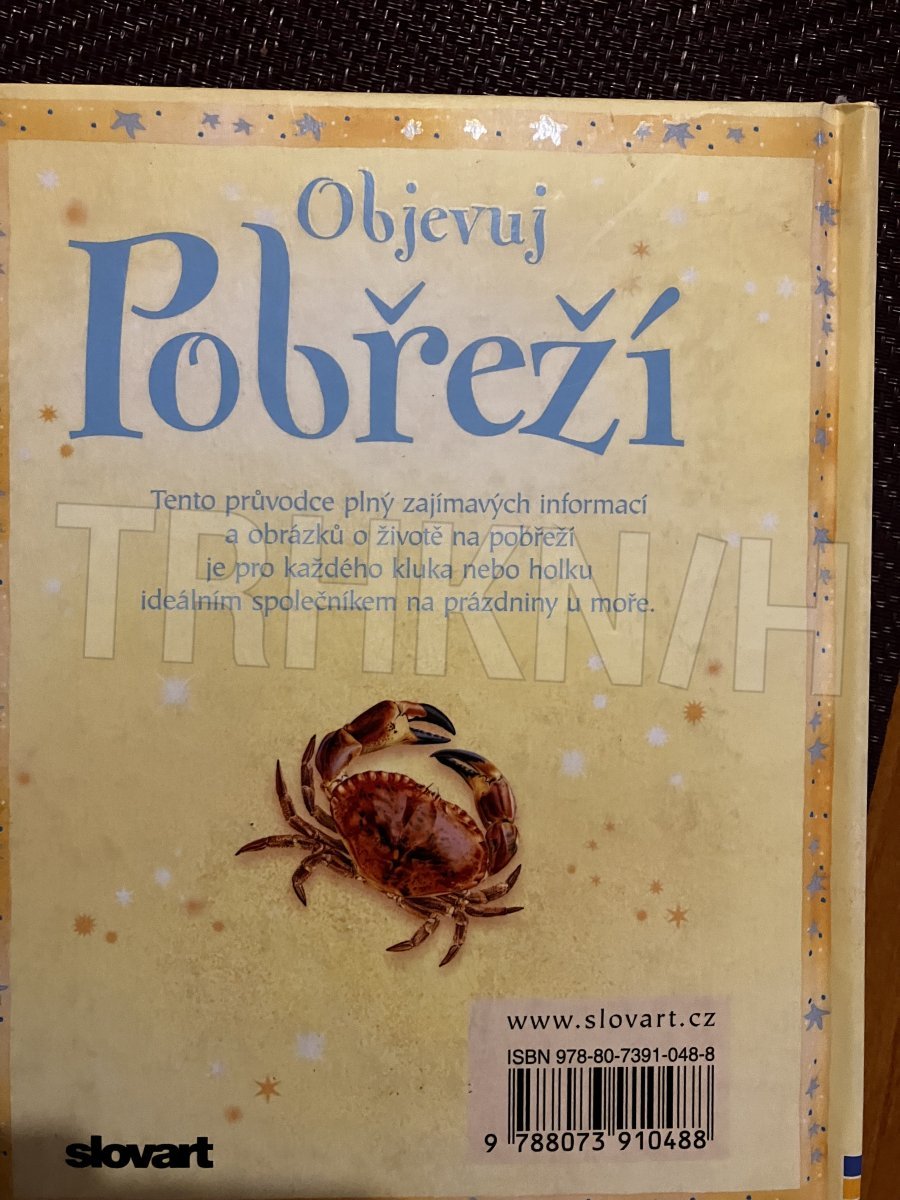 Objevuj
Pobřeží
Tento průvodce plný zajímavých informací
a obrázků o životě na pobřeží
je pro každého kluka nebo holku
ideálním společníkem na prázdniny u moře.
TRHKNIH
www.slovart.cz
ISBN 978-80-7391-048-8
9 788073 910488
slovart